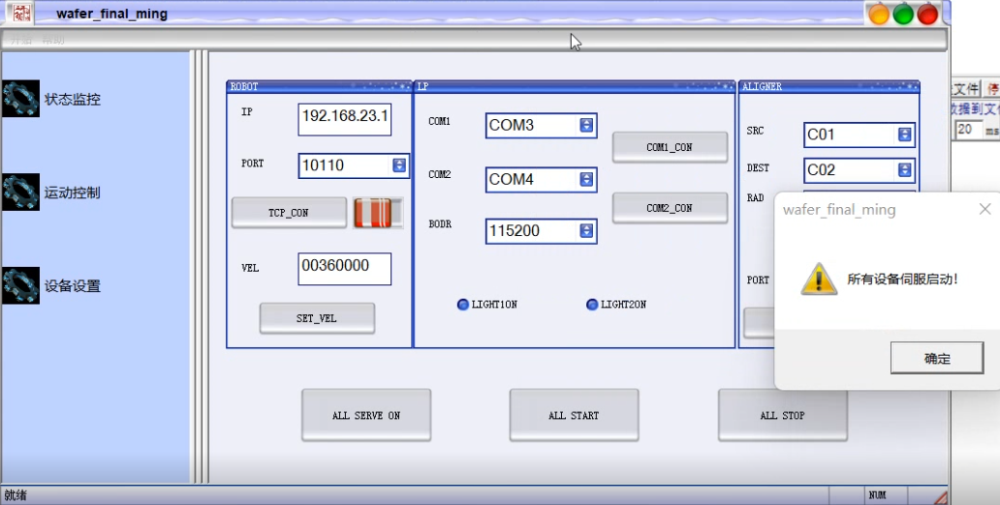 wafer_final_ming
开始 帮助
状态监控
运动控制
设备设置
ROBOT
IP
192.168.23.1
PORT
10110
TCP_CON
VEL
00360000
SET_VEL
LP
COM1
COM3
COM1_CON
COM2
COM4
COM2_CON
BODR
115200
LIGHT1ON
LIGHT2ON
ALIGNER
SRC
C01
DEST
C02
RAD
PORT
ALL SERVE ON
ALL START
ALL STOP
文件
停
数据到文
20 ms
wafer_final_ming
所有设备伺服启动!
确定
就绪
NUM